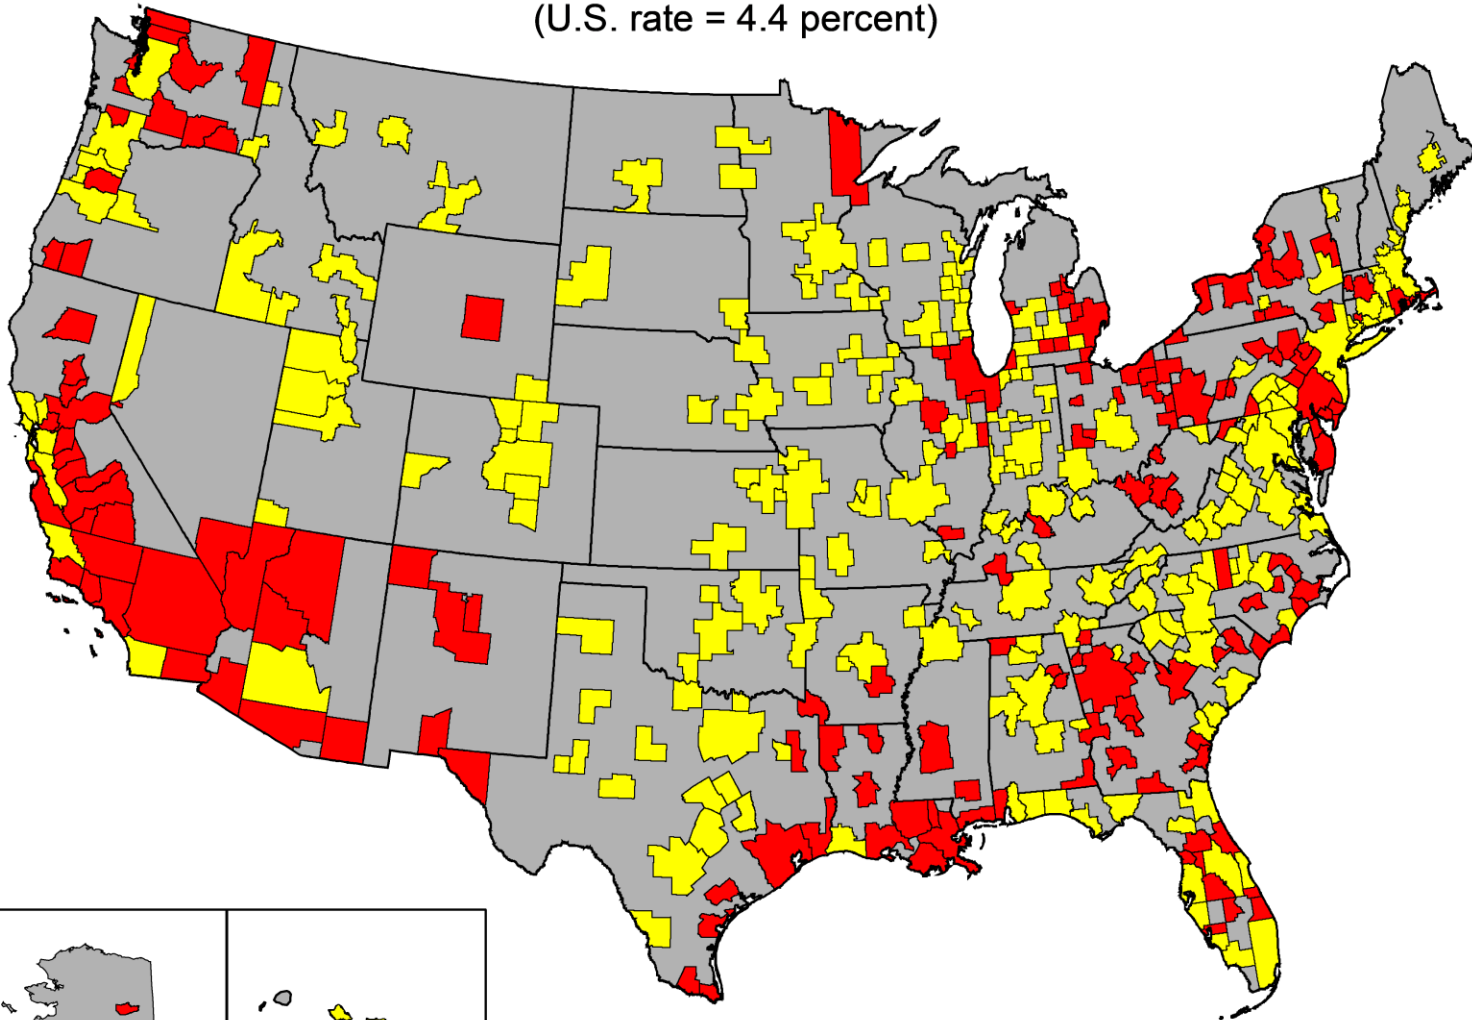 (U.S. rate = 4.4 percent)